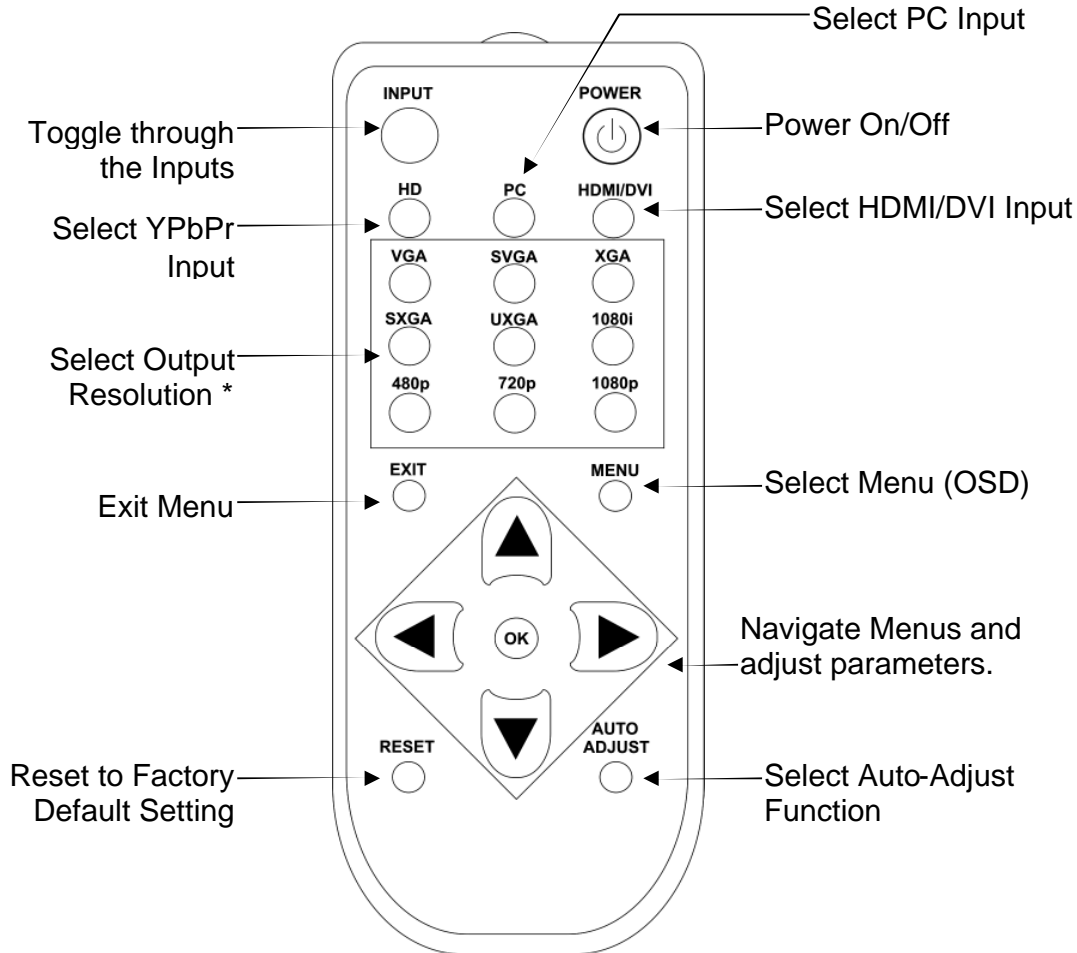 Select PC Input
INPUT
POWER
Toggle through
the Inputs
Power On/Off
HD
PC
HDMI/DVI
Select YPbPr
Input
Select HDMI/DVI Input
VGA
SVGA
XGA
SXGA
UXGA
1080i
Select Output
Resolution *
480p
720p
1080p
EXIT
MENU
Exit Menu
Select Menu (OSD)
OK
Navigate Menus and
adjust parameters.
RESET
AUTO
ADJUST
Reset to Factory
Default Setting
Select Auto-Adjust
Function